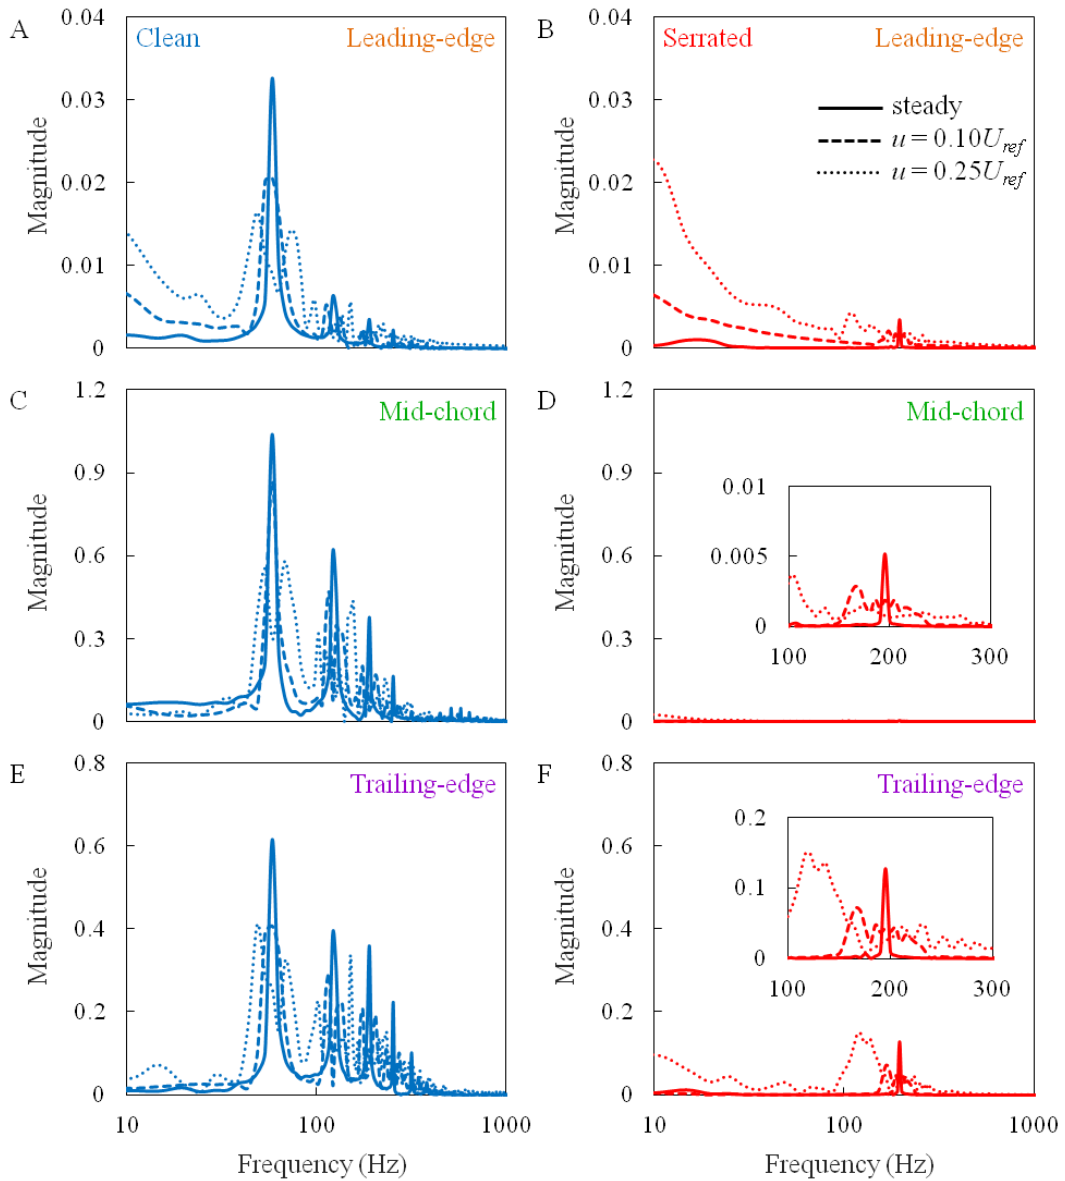 A
Clean
Leading-edge
0.04
0.03
0.02
0.01
0
Magnitude
B
Serrated
Leading-edge
steady
u = 0.10Uref
u = 0.25Uref
0.04
0.03
0.02
0.01
0
Magnitude
C
Mid-chord
1.2
0.9
0.6
0.3
0
Magnitude
D
Mid-chord
1.2
0.9
0.6
0.3
0
Magnitude
0.01
0.005
0
100 200 300
E
Trailing-edge
0.8
0.6
0.4
0.2
0
Magnitude
10 100 1000
Frequency (Hz)
F
Trailing-edge
0.8
0.6
0.4
0.2
0
Magnitude
0.2
0.1
0
100 200 300
10 100 1000
Frequency (Hz)